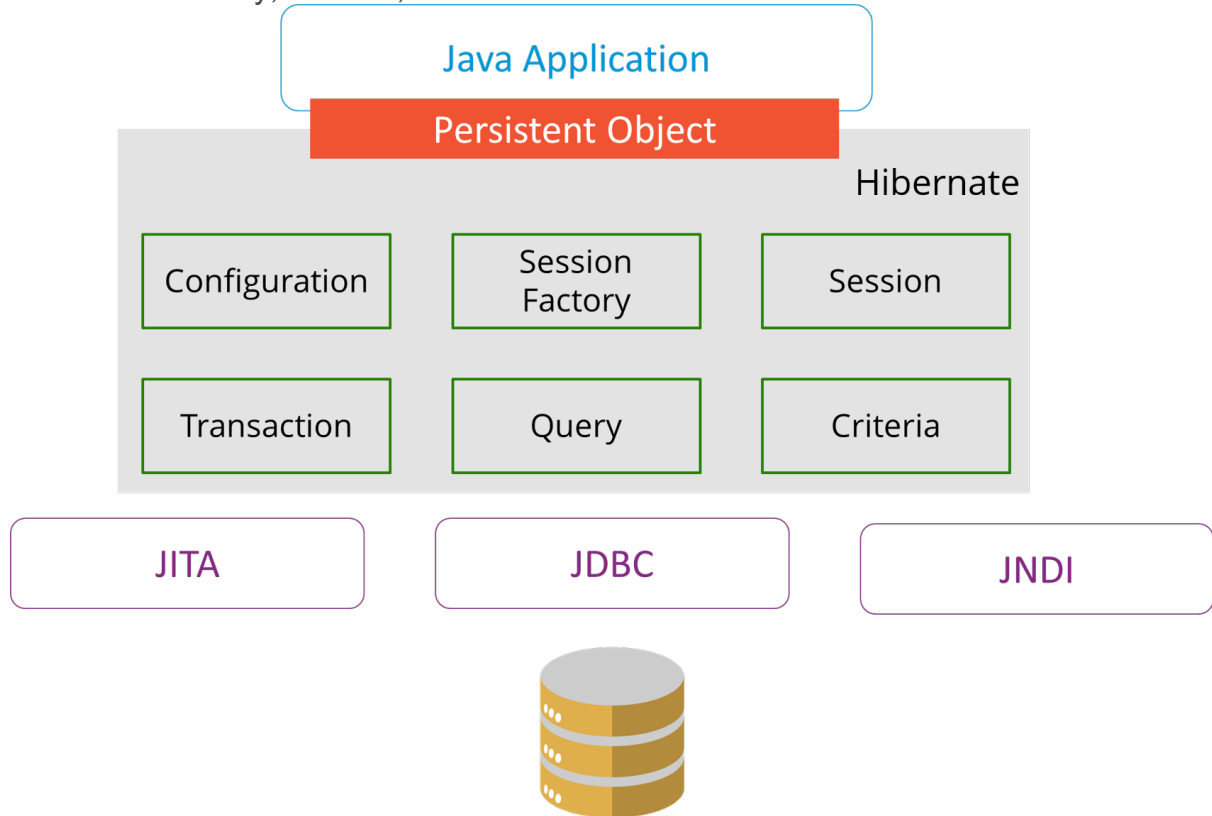 Java Application
Persistent Object
Hibernate
Configuration
Session
Factory
Session
Transaction
Query
Criteria
JITA
JDBC
JNDI